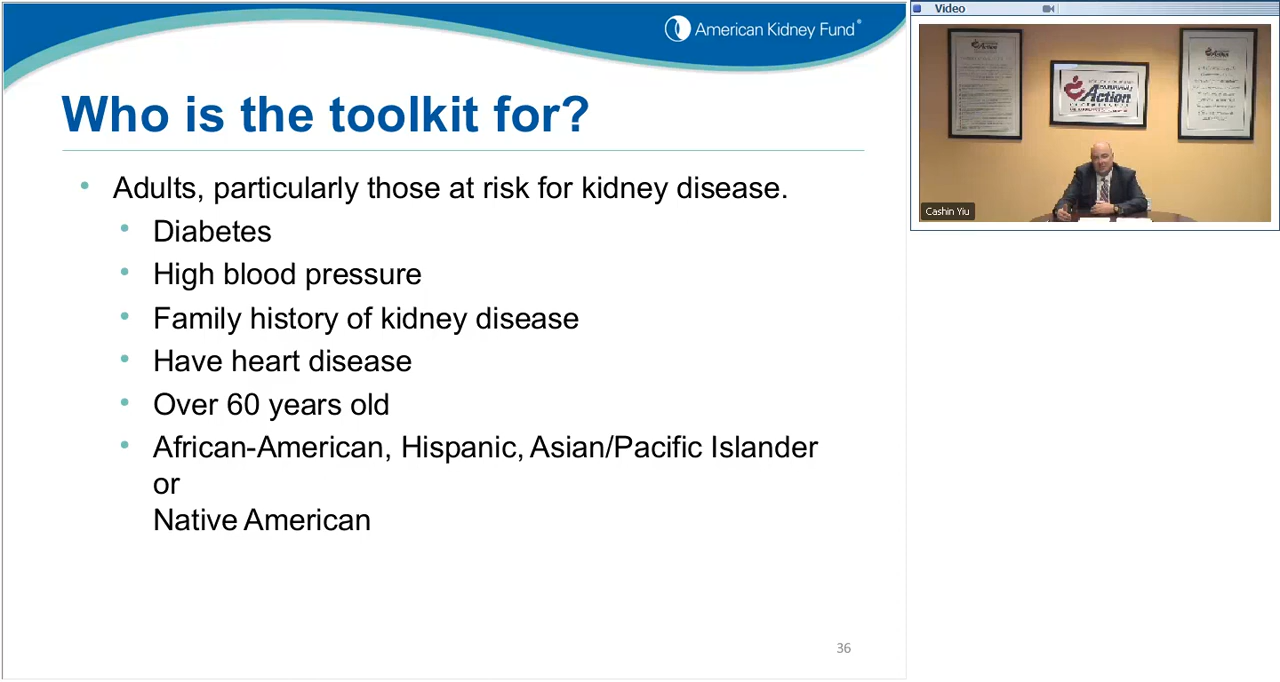 American Kidney Fund®
Who is the toolkit for?
• Adults, particularly those at risk for kidney disease.
• Diabetes
• High blood pressure
• Family history of kidney disease
• Have heart disease
• Over 60 years old
• African-American, Hispanic, Asian/Pacific Islander
or
Native American
36
Video
Action
Action
Action
Cashin Yiu